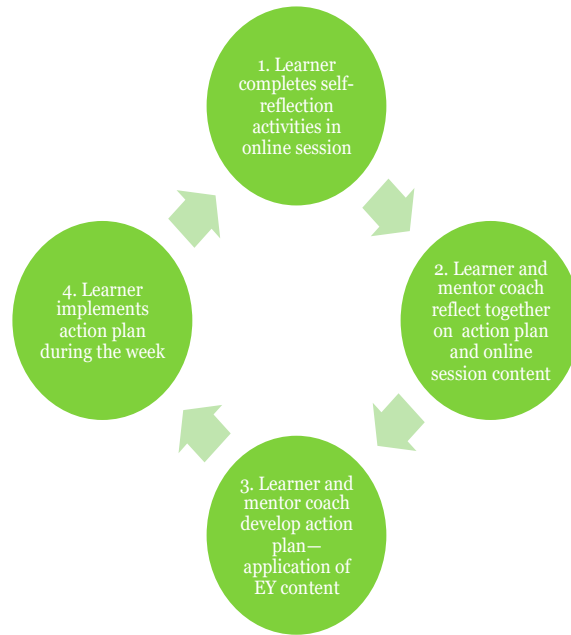 1. Learner
completes self-
reflection
activities in
online session
2. Learner and
mentor coach
reflect together
on action plan
and online
session content
3. Learner and
mentor coach
develop action
plan—
application of
EY content
4. Learner
implements
action plan
during the week